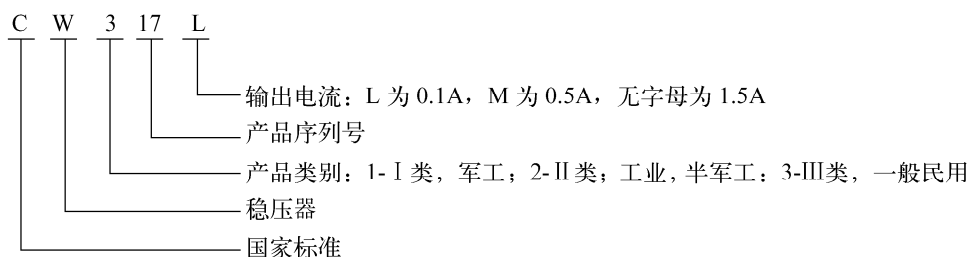 C W 3 17 L
输出电流：L 为 0.1A，M 为 0.5A，无字母为 1.5A
产品序列号
产品类别：1-Ⅰ类，军工；2-Ⅱ类；工业，半军工：3-Ⅲ类，一般民用
稳压器
国家标准